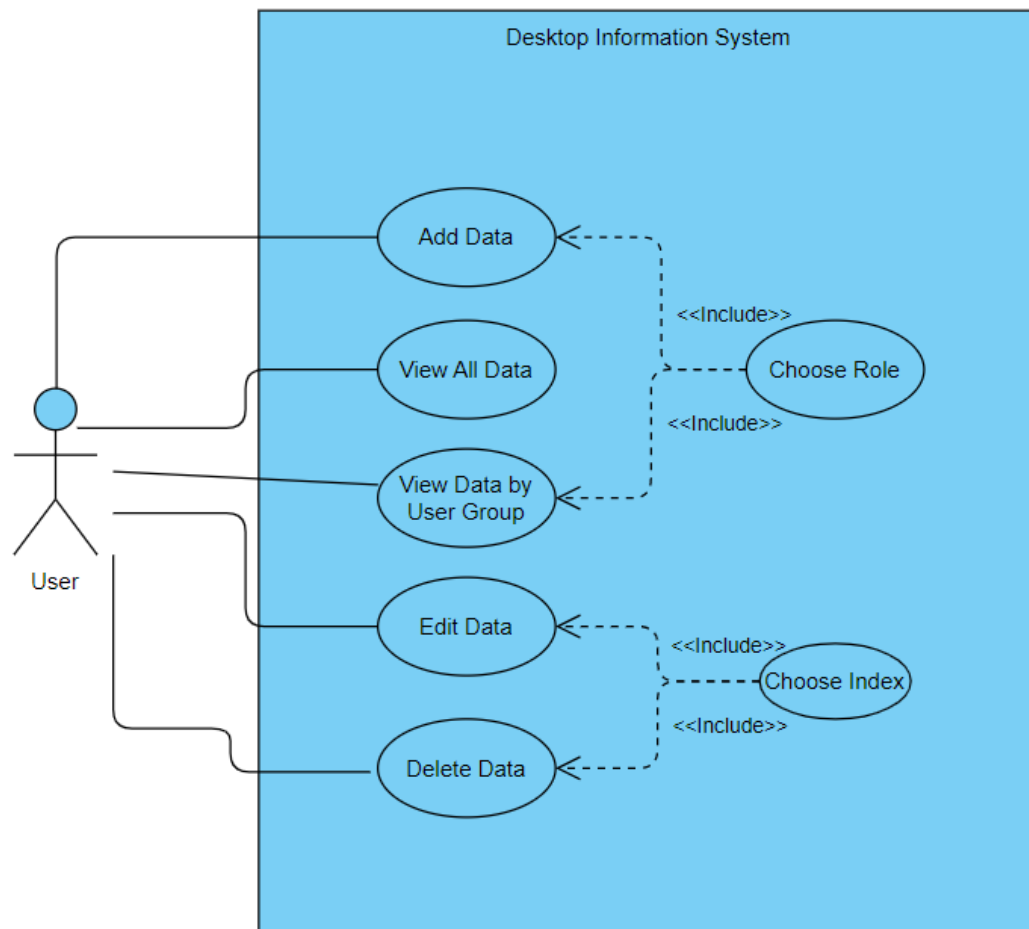 Desktop Information System
Add Data
<<Include>>
View All Data
Choose Role
<<Include>>
View Data by
User Group
User
Edit Data
<<Include>>
Choose Index
<<Include>>
Delete Data